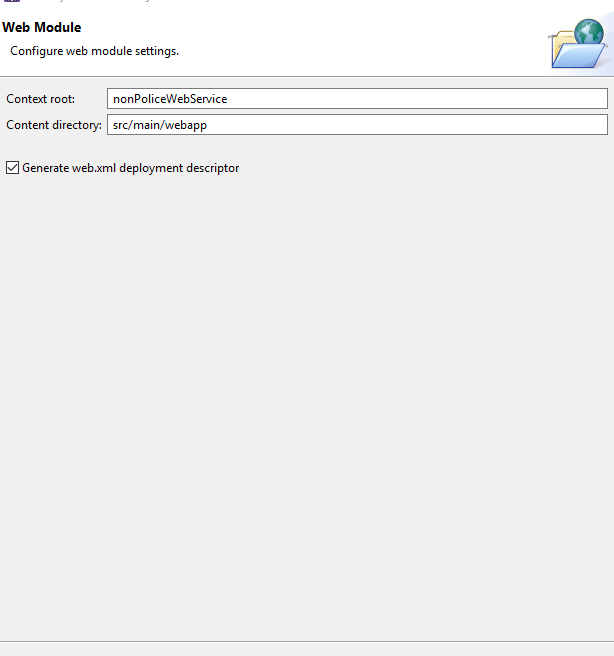 Web Module
Configure web module settings.
Context root: nonPoliceWebService
Content directory: src/main/webapp
Generate web.xml deployment descriptor